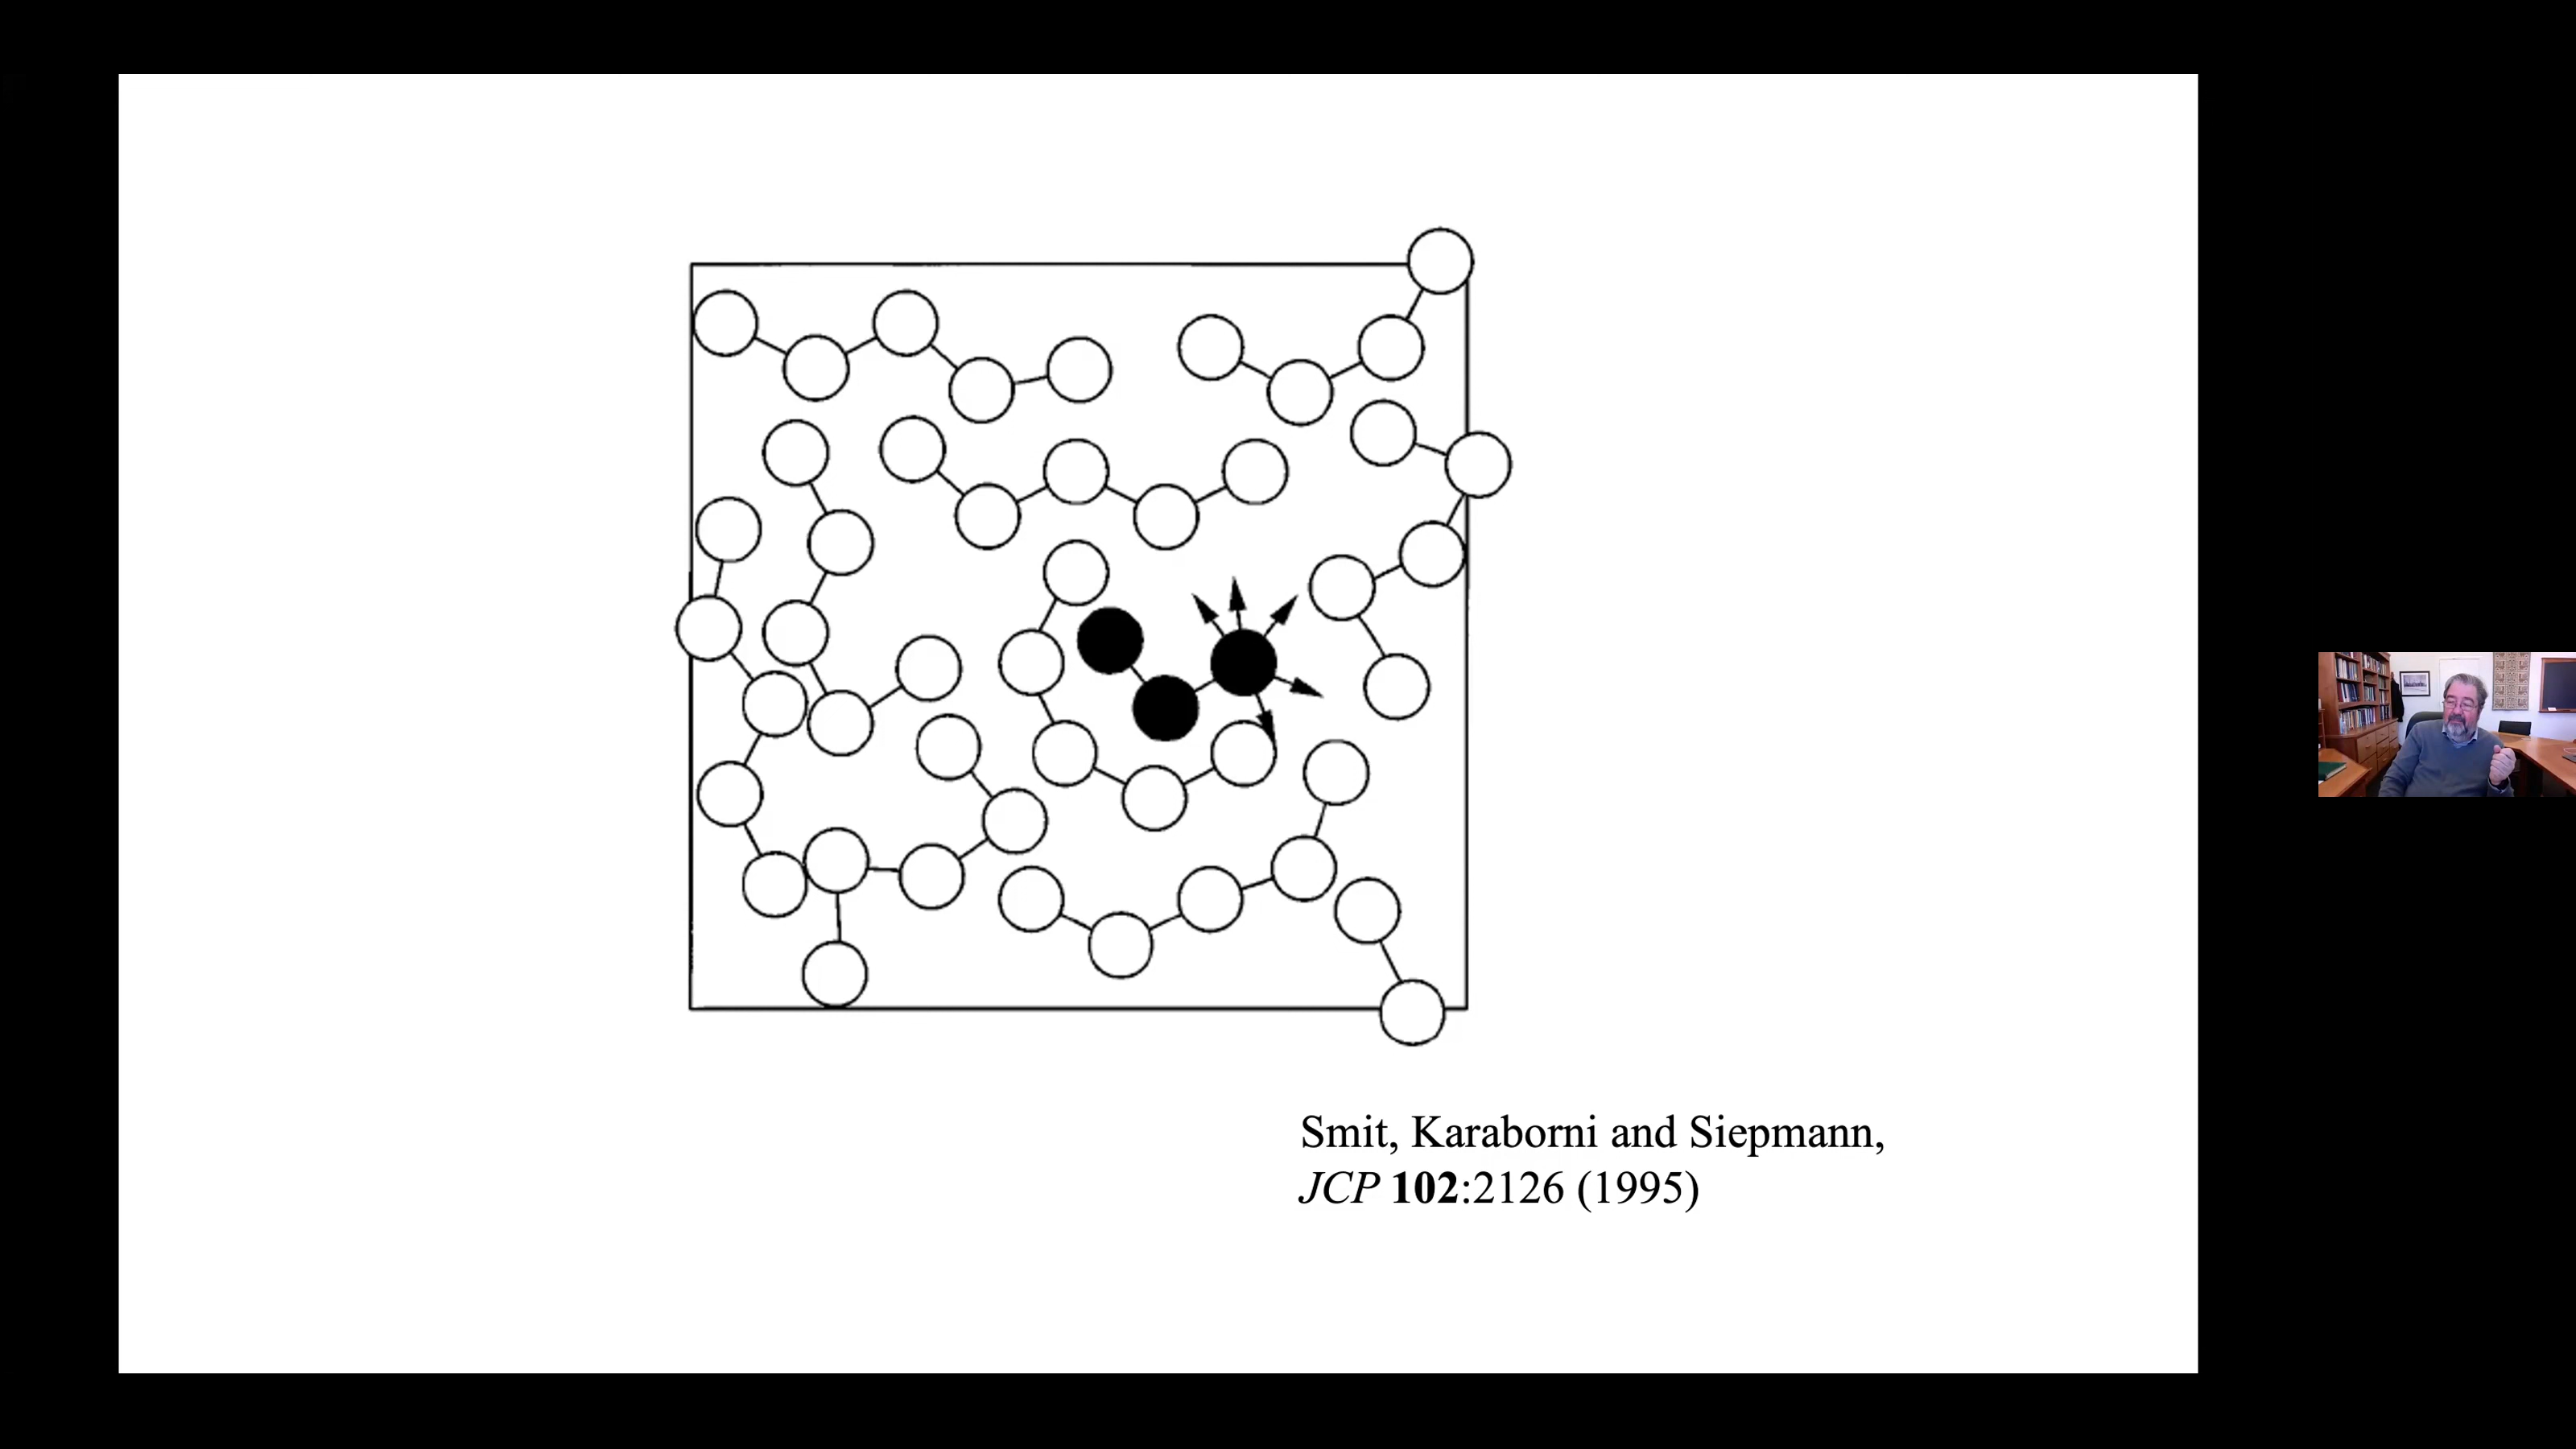 Smit, Karaborni and Siepmann,
JCP 102:2126 (1995)